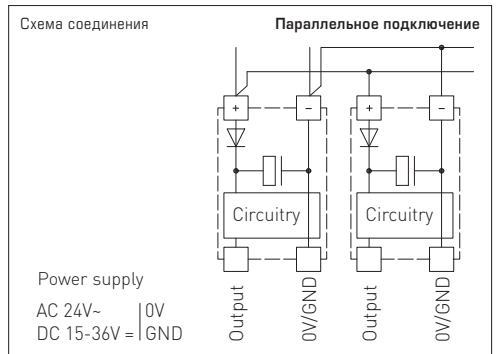 Схема соединения
Параллельное подключение
+ − + −
Circuitry Circuitry
Power supply
AC 24V~ | 0V
DC 15-36V = | GND
Output
0V/GND
Output
0V/GND